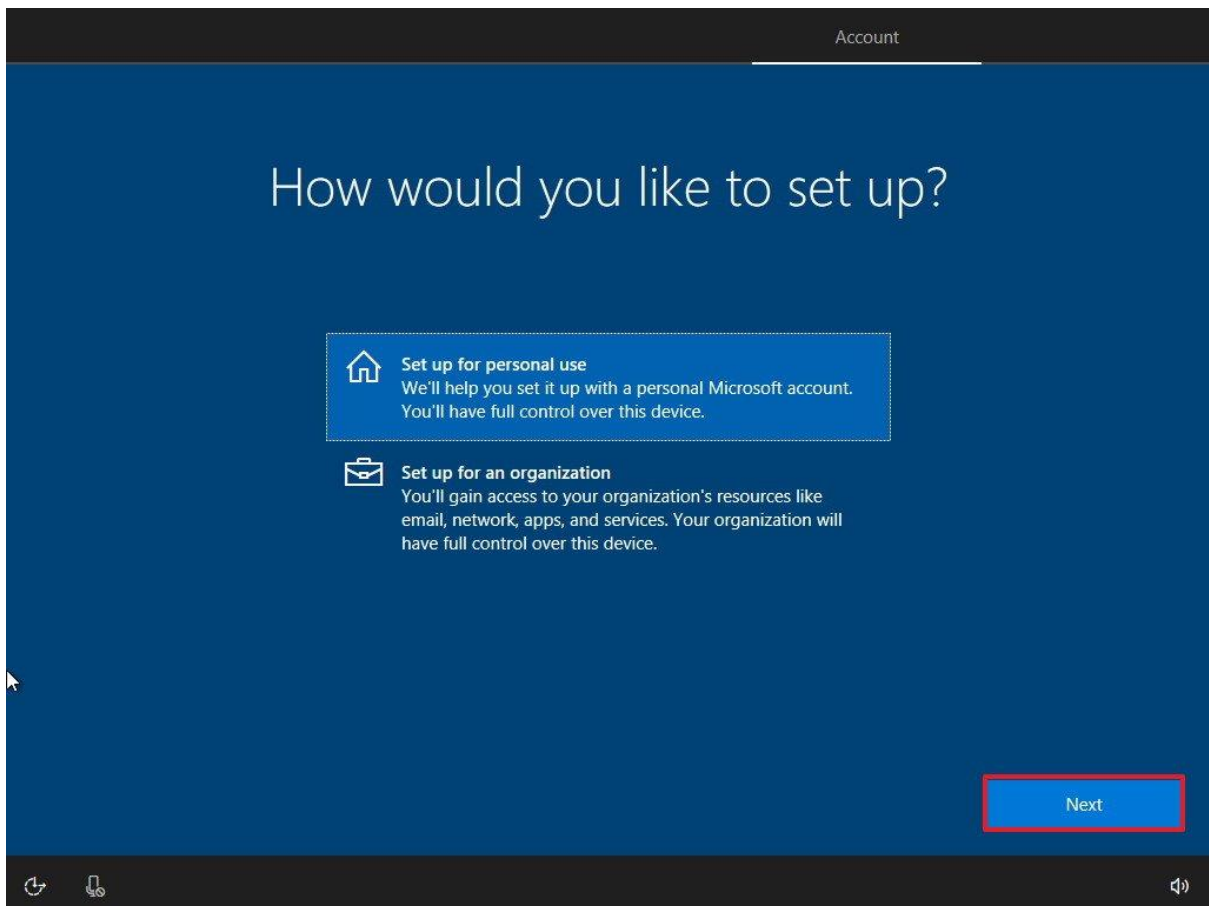 Account
How would you like to set up?
Set up for personal use
We'll help you set it up with a personal Microsoft account.
You'll have full control over this device.
Set up for an organization
You'll gain access to your organization's resources like
email, network, apps, and services. Your organization will
have full control over this device.
Next